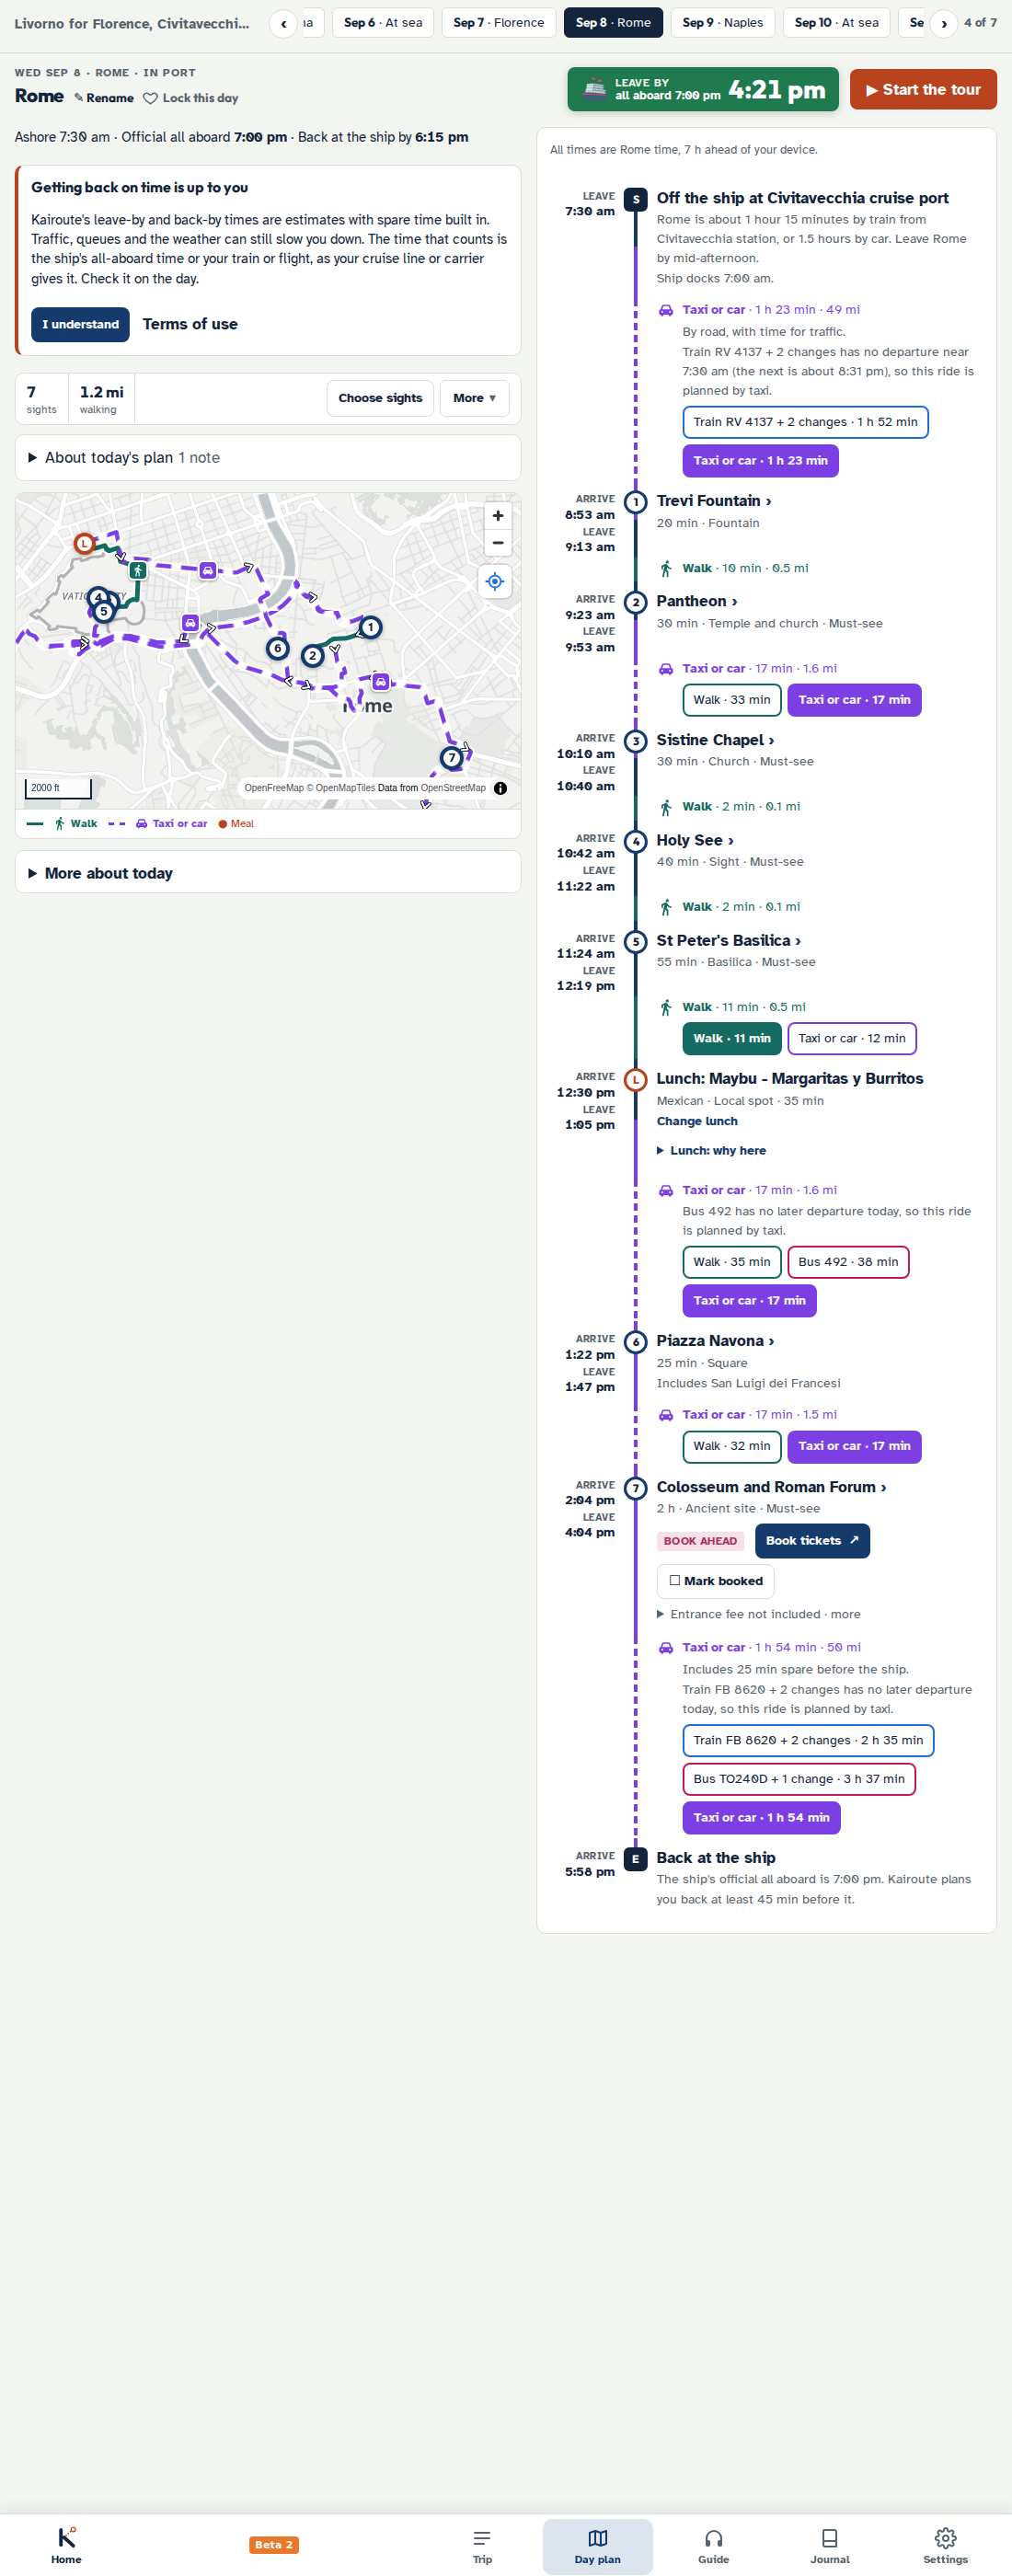 Livorno for Florence, Civitavecchi...
‹
na
Sep 6 · At sea
Sep 7 · Florence
Sep 8 · Rome
Sep 9 · Naples
Sep 10 · At sea
Se
›
4 of 7
WED SEP 8 · ROME · IN PORT
Rome ✎ Rename Lock this day
LEAVE BY
all aboard 7:00 pm
4:21 pm
▶ Start the tour
Ashore 7:30 am · Official all aboard 7:00 pm · Back at the ship by 6:15 pm
Getting back on time is up to you
Kairoute's leave-by and back-by times are estimates with spare time built in.
Traffic, queues and the weather can still slow you down. The time that counts is
the ship's all-aboard time or your train or flight, as your cruise line or carrier
gives it. Check it on the day.
I understand
Terms of use
7
sights
1.2 mi
walking
Choose sights
More ▼
▶ About today's plan 1 note
L
4
5
6
2
1
7
+
−
2000 ft
OpenFreeMap © OpenMapTiles Data from OpenStreetMap
Walk
Taxi or car
Meal
▶ More about today
All times are Rome time, 7 h ahead of your device.
LEAVE
7:30 am
S
Off the ship at Civitavecchia cruise port
Rome is about 1 hour 15 minutes by train from
Civitavecchia station, or 1.5 hours by car. Leave Rome
by mid-afternoon.
Ship docks 7:00 am.
Taxi or car · 1 h 23 min · 49 mi
By road, with time for traffic.
Train RV 4137 + 2 changes has no departure near
7:30 am (the next is about 8:31 pm), so this ride is
planned by taxi.
Train RV 4137 + 2 changes · 1 h 52 min
Taxi or car · 1 h 23 min
ARRIVE
8:53 am
LEAVE
9:13 am
1
Trevi Fountain ›
20 min · Fountain
Walk · 10 min · 0.5 mi
ARRIVE
9:23 am
LEAVE
9:53 am
2
Pantheon ›
30 min · Temple and church · Must-see
Taxi or car · 17 min · 1.6 mi
Walk · 33 min
Taxi or car · 17 min
ARRIVE
10:10 am
LEAVE
10:40 am
3
Sistine Chapel ›
30 min · Church · Must-see
Walk · 2 min · 0.1 mi
ARRIVE
10:42 am
LEAVE
11:22 am
4
Holy See ›
40 min · Sight · Must-see
Walk · 2 min · 0.1 mi
ARRIVE
11:24 am
LEAVE
12:19 pm
5
St Peter's Basilica ›
55 min · Basilica · Must-see
Walk · 11 min · 0.5 mi
Walk · 11 min
Taxi or car · 12 min
ARRIVE
12:30 pm
LEAVE
1:05 pm
L
Lunch: Maybu - Margaritas y Burritos
Mexican · Local spot · 35 min
Change lunch
▶ Lunch: why here
Taxi or car · 17 min · 1.6 mi
Bus 492 has no later departure today, so this ride
is planned by taxi.
Walk · 35 min
Bus 492 · 38 min
Taxi or car · 17 min
ARRIVE
1:22 pm
LEAVE
1:47 pm
6
Piazza Navona ›
25 min · Square
Includes San Luigi dei Francesi
Taxi or car · 17 min · 1.5 mi
Walk · 32 min
Taxi or car · 17 min
ARRIVE
2:04 pm
LEAVE
4:04 pm
7
Colosseum and Roman Forum ›
2 h · Ancient site · Must-see
BOOK AHEAD
Book tickets ↗
☐ Mark booked
▶ Entrance fee not included · more
Taxi or car · 1 h 54 min · 50 mi
Includes 25 min spare before the ship.
Train FB 8620 + 2 changes has no later departure
today, so this ride is planned by taxi.
Train FB 8620 + 2 changes · 2 h 35 min
Bus TO240D + 1 change · 3 h 37 min
Taxi or car · 1 h 54 min
ARRIVE
5:58 pm
E
Back at the ship
The ship's official all aboard is 7:00 pm. Kairoute plans
you back at least 45 min before it.
Home
Beta 2
Trip
Day plan
Guide
Journal
Settings